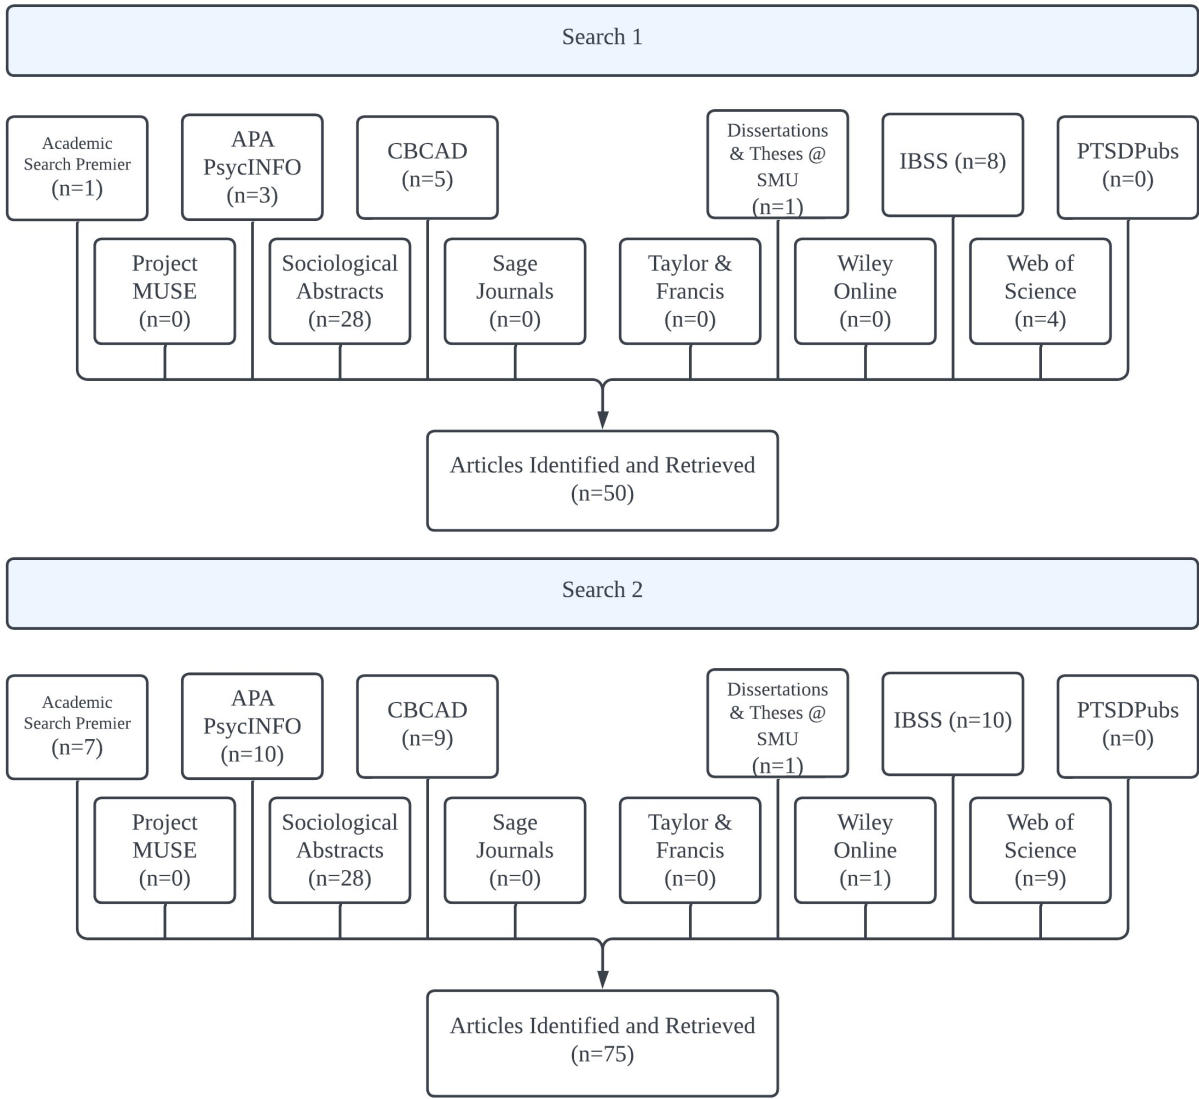 Search 1
Academic
Search Premier
(n=1)
APA
PsycINFO
(n=3)
CBCAD
(n=5)
Dissertations
& Theses @
SMU
(n=1)
IBSS (n=8)
PTSDPubs
(n=0)
Project
MUSE
(n=0)
Sociological
Abstracts
(n=28)
Sage
Journals
(n=0)
Taylor &
Francis
(n=0)
Wiley
Online
(n=0)
Web of
Science
(n=4)
Articles Identified and Retrieved
(n=50)
Search 2
Academic
Search Premier
(n=7)
APA
PsycINFO
(n=10)
CBCAD
(n=9)
Dissertations
& Theses @
SMU
(n=1)
IBSS (n=10)
PTSDPubs
(n=0)
Project
MUSE
(n=0)
Sociological
Abstracts
(n=28)
Sage
Journals
(n=0)
Taylor &
Francis
(n=0)
Wiley
Online
(n=1)
Web of
Science
(n=9)
Articles Identified and Retrieved
(n=75)